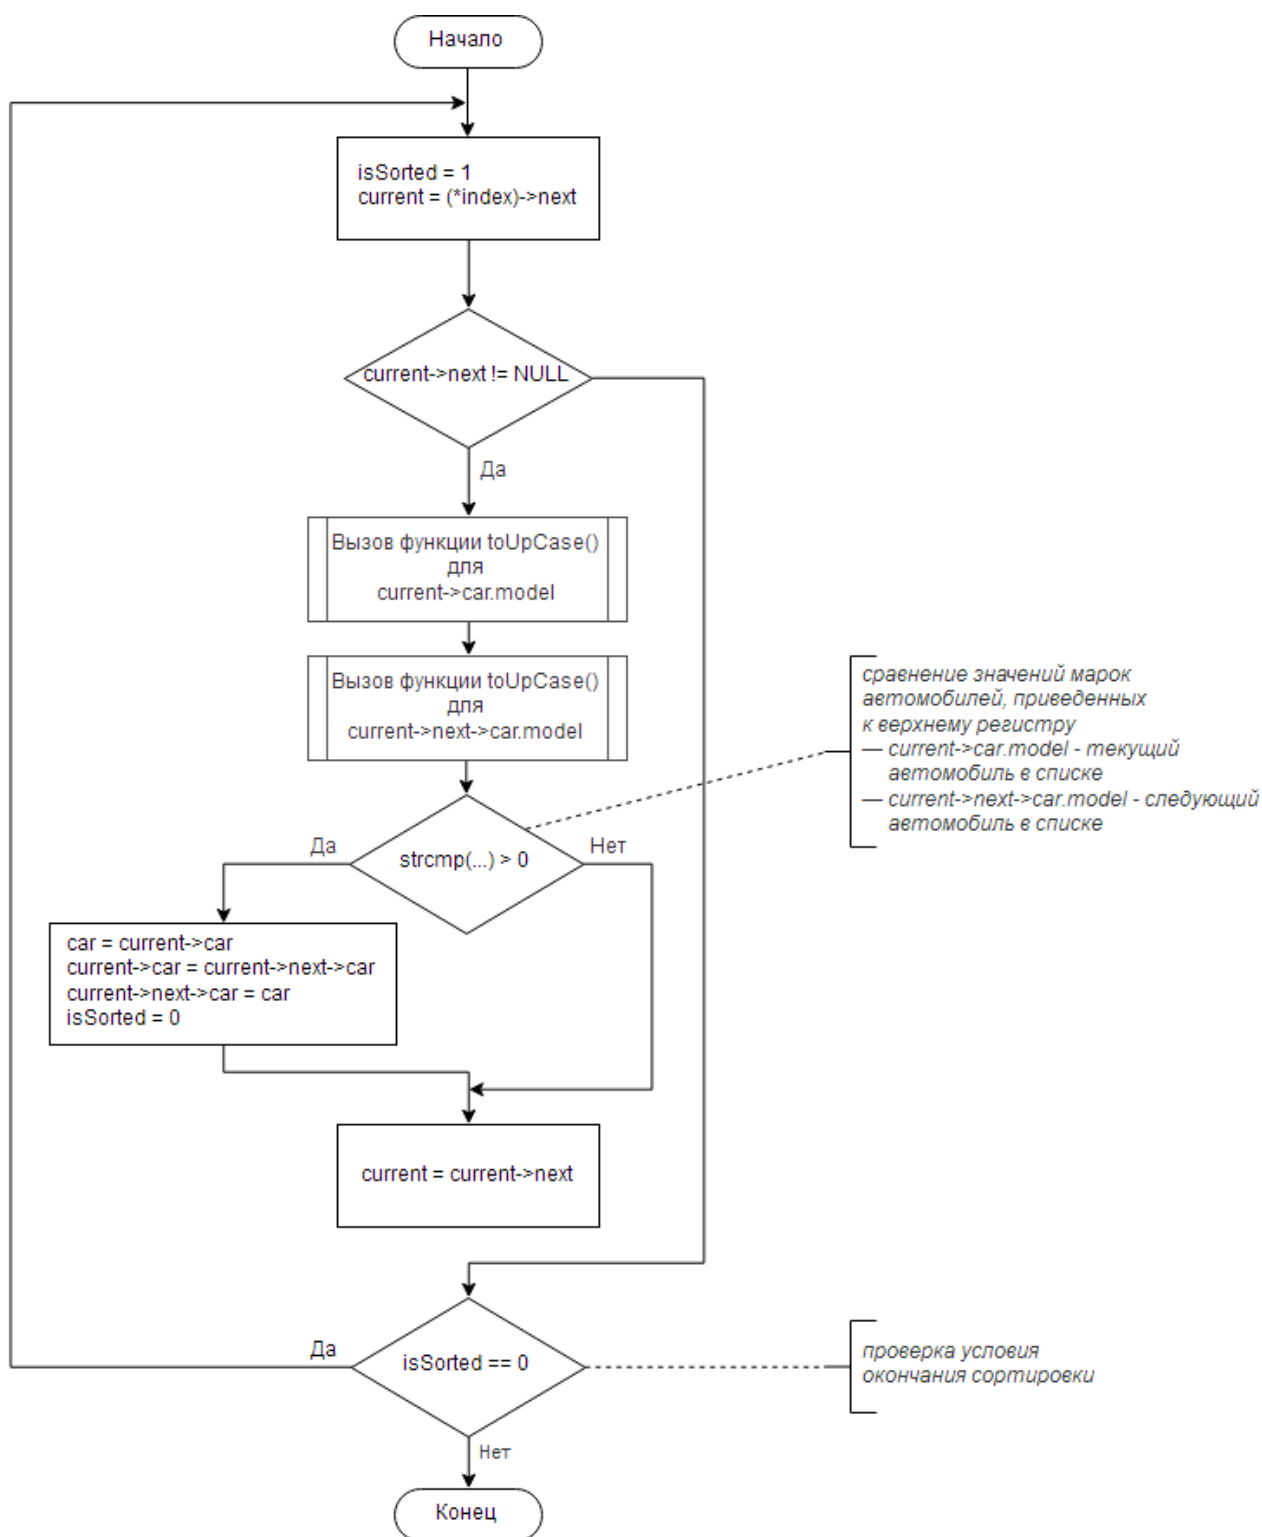 Начало
isSorted = 1
current = (*index)->next
current->next != NULL
Да
Вызов функции toUpCase()
для
current->car.model
Вызов функции toUpCase()
для
current->next->car.model
сравнение значений марок
автомобилей, приведенных
к верхнему регистру
— current->car.model - текущий
автомобиль в списке
— current->next->car.model - следующий
автомобиль в списке
Да
strcmp(...) > 0
Нет
car = current->car
current->car = current->next->car
current->next->car = car
isSorted = 0
current = current->next
Да
isSorted == 0
проверка условия
окончания сортировки
Нет
Конец